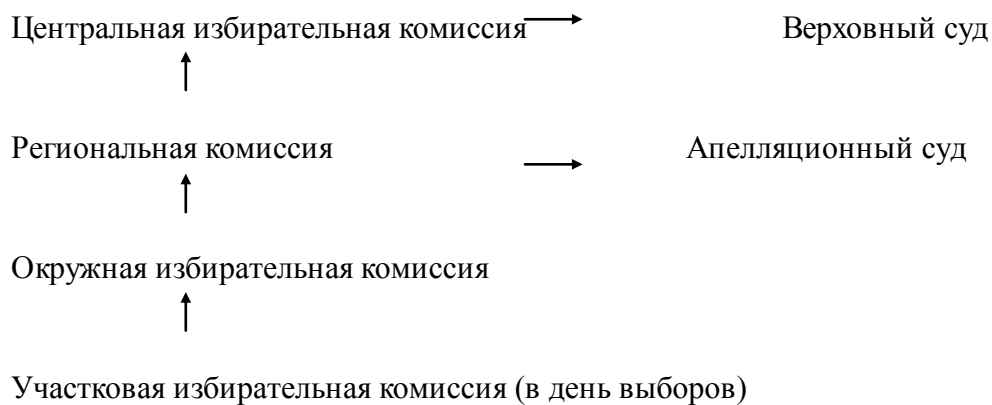 Центральная избирательная комиссия Верховный суд
Региональная комиссия Апелляционный суд
Окружная избирательная комиссия
Участковая избирательная комиссия (в день выборов)